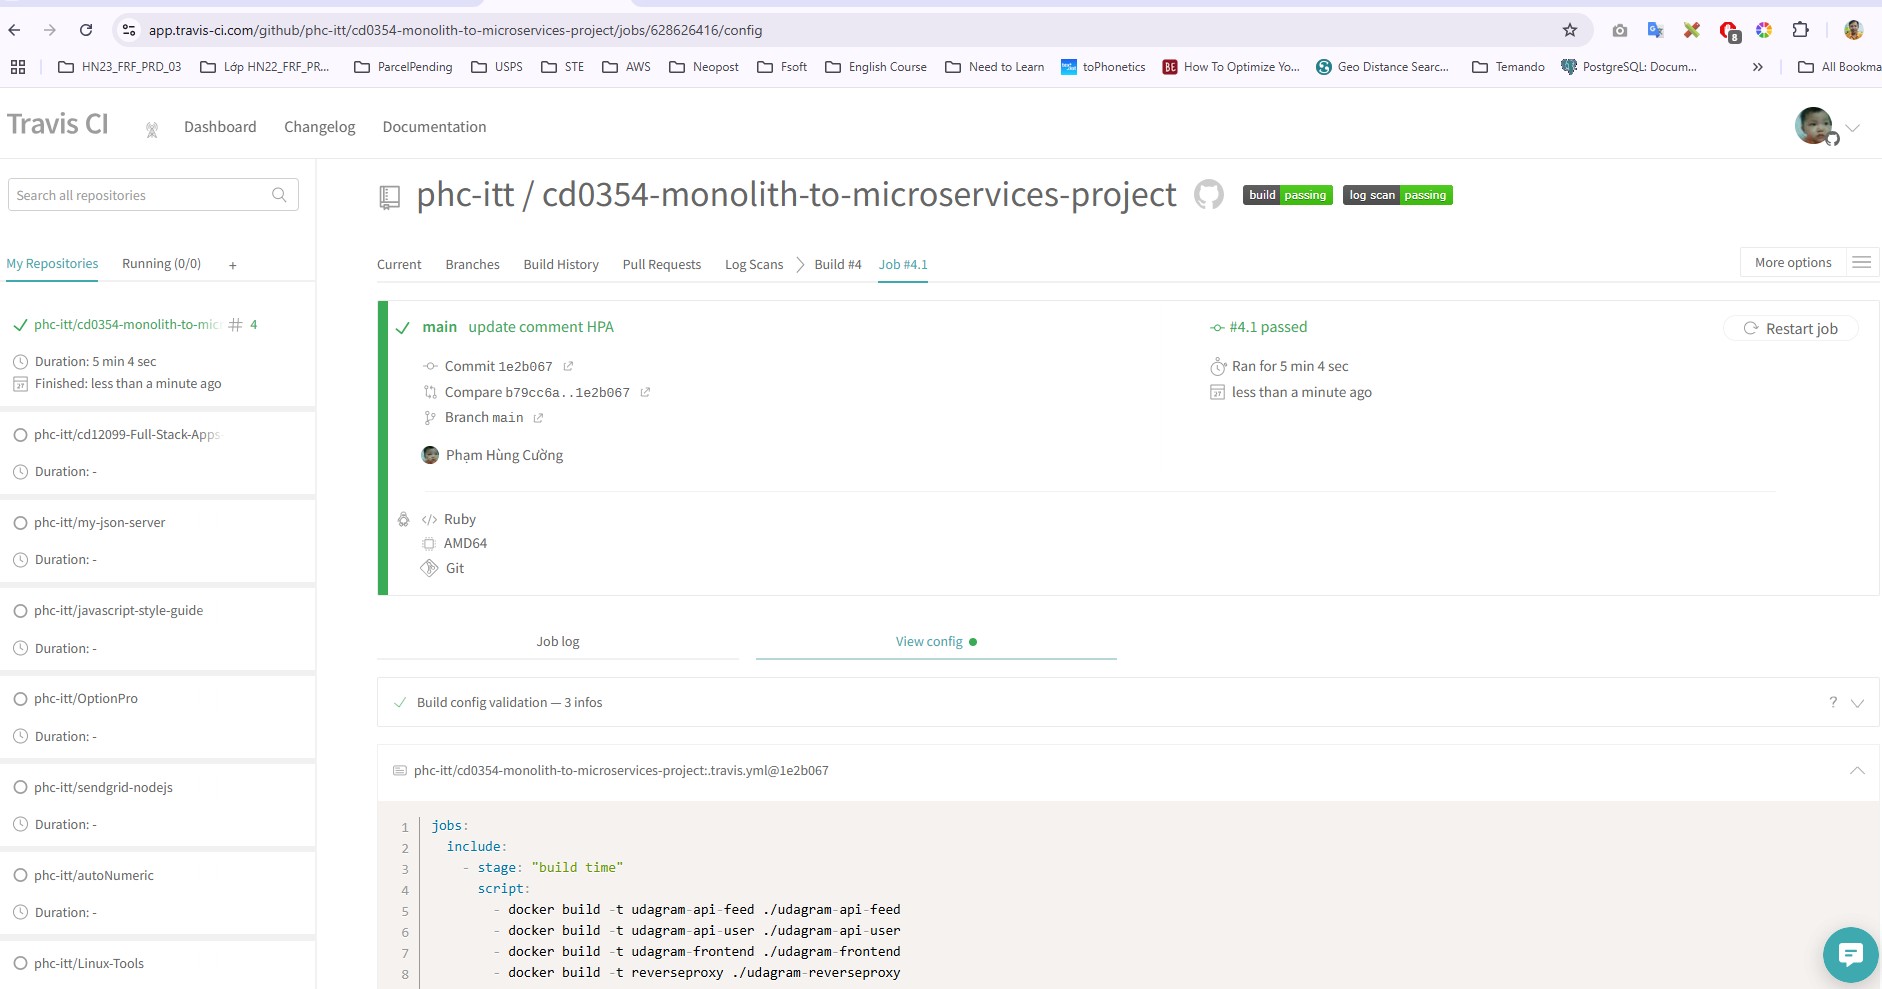 app.travis-ci.com/github/phc-itt/cd0354-monolith-to-microservices-project/jobs/628626416/config
8
HN23_FRF_PRD_03 Lớp HN22_FRF_PR... ParcelPending USPS STE AWS Neopost Fsoft English Course Need to Learn toPhonetics BE How To Optimize Yo... Geo Distance Searc... Temando PostgreSQL: Docum... » All Bookma
Travis CI Dashboard Changelog Documentation
Search all repositories
My Repositories Running (0/0) +
phc-itt/cd0354-monolith-to-micr # 4
Duration: 5 min 4 sec
Finished: less than a minute ago
phc-itt/cd12099-Full-Stack-Apps-
Duration: -
phc-itt/my-json-server
Duration: -
phc-itt/javascript-style-guide
Duration: -
phc-itt/OptionPro
Duration: -
phc-itt/sendgrid-nodejs
Duration: -
phc-itt/autoNumeric
Duration: -
phc-itt/Linux-Tools
phc-itt / cd0354-monolith-to-microservices-project build passing log scan passing
Current Branches Build History Pull Requests Log Scans Build #4 Job #4.1
More options
main update comment HPA
#4.1 passed
Restart job
Commit 1e2b067
Ran for 5 min 4 sec
Compare b79cc6a..1e2b067
less than a minute ago
Branch main
Phạm Hùng Cường
</> Ruby
AMD64
Git
Job log View config
Build config validation — 3 infos ?
phc-itt/cd0354-monolith-to-microservices-project:.travis.yml@1e2b067
1 jobs:
2 include:
3 - stage: "build time"
4 script:
5 - docker build -t udagram-api-feed ./udagram-api-feed
6 - docker build -t udagram-api-user ./udagram-api-user
7 - docker build -t udagram-frontend ./udagram-frontend
8 - docker build -t reverseproxy ./udagram-reverseproxy